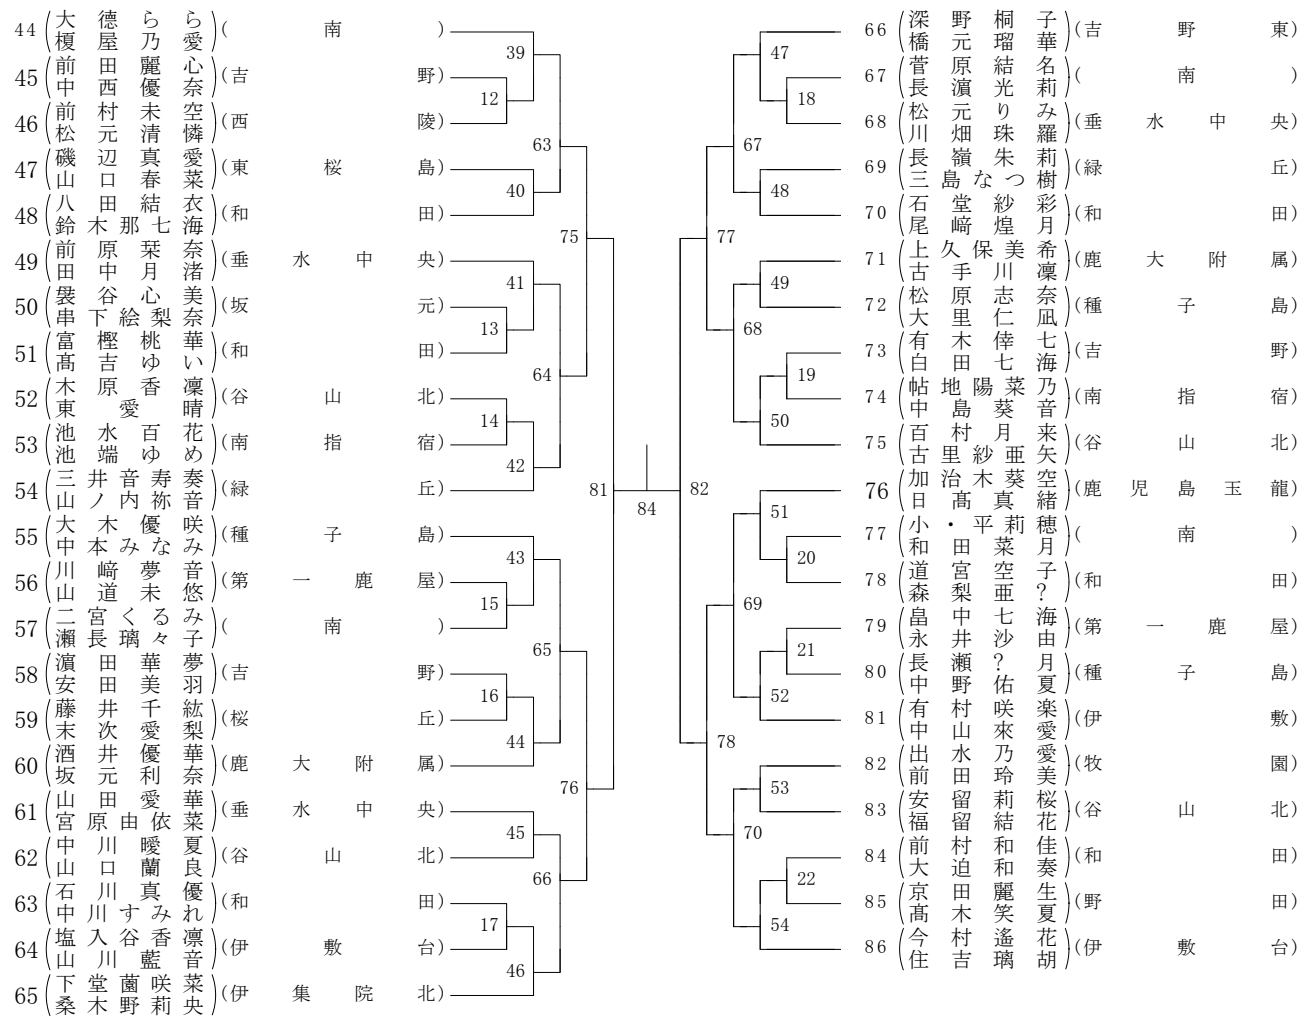 44 大德らら 榎屋乃愛 (南)
45 前田麗心 中西優奈 (吉野)
46 前村未空 松元清憐 (西陵)
47 磯辺真愛 山口春菜 (東桜島)
48 八田結衣 鈴木那七海 (和田)
49 前原栞奈 田中月渚 (垂水中央)
50 袈谷心美 串下絵梨奈 (坂元)
51 富樫桃華 髙吉ゆい (和田)
52 木原香凜 東愛晴 (谷山北)
53 池水百花 池端ゆめ (南指宿)
54 三井音寿奏 山ノ内祢音 (緑丘)
55 大木優咲 中本みなみ (種子島)
56 川﨑夢音 山道未悠 (第一鹿屋)
57 二宮くるみ 瀬長璃々子 (南)
58 濵田華夢 安田美羽 (吉野)
59 藤井千紘 末次愛梨 (桜丘)
60 酒井優華 坂元利奈 (鹿大附属)
61 山田愛華 宮原由依菜 (垂水中央)
62 中川曖夏 山口蘭良 (谷山北)
63 石川真優 中川すみれ (和田)
64 塩入谷香凛 山川藍音 (伊敷台)
65 下堂薗咲菜 桑木野莉央 (伊集院北)
39
12
63
40
75
41
13
64
14
42
81
43
15
65
16
44
76
45
66
17
46
84
82
47
18
67
48
77
49
68
19
50
51
20
69
21
52
78
53
70
22
54
66 深野桐子 橋元瑠華 (吉野東)
67 菅原結名 長濵光莉 (南)
68 松元りみ 川畑珠羅 (垂水中央)
69 長嶺朱莉 三島なつ樹 (緑丘)
70 石堂紗彩 尾﨑煌月 (和田)
71 上久保美希 古手川凜 (鹿大附属)
72 松原志奈 大里仁凪 (種子島)
73 有木倖七 白田七海 (吉野)
74 帖地陽菜乃 中島葵音 (南指宿)
75 百村月来 古里紗亜矢 (谷山北)
76 加治木葵空 日髙真緒 (鹿児島玉龍)
77 小・平莉穂 和田菜月 (南)
78 道宮空子 森梨亜? (和田)
79 畠中七海 永井沙由 (第一鹿屋)
80 長瀬?月 中野佑夏 (種子島)
81 有村咲楽 中山來愛 (伊敷)
82 出水乃愛 前田玲美 (牧園)
83 安留莉桜 福留結花 (谷山北)
84 前村和佳 大迫和奏 (和田)
85 京田麗生 髙木笑夏 (野田)
86 今村遙花 住吉璃胡 (伊敷台)